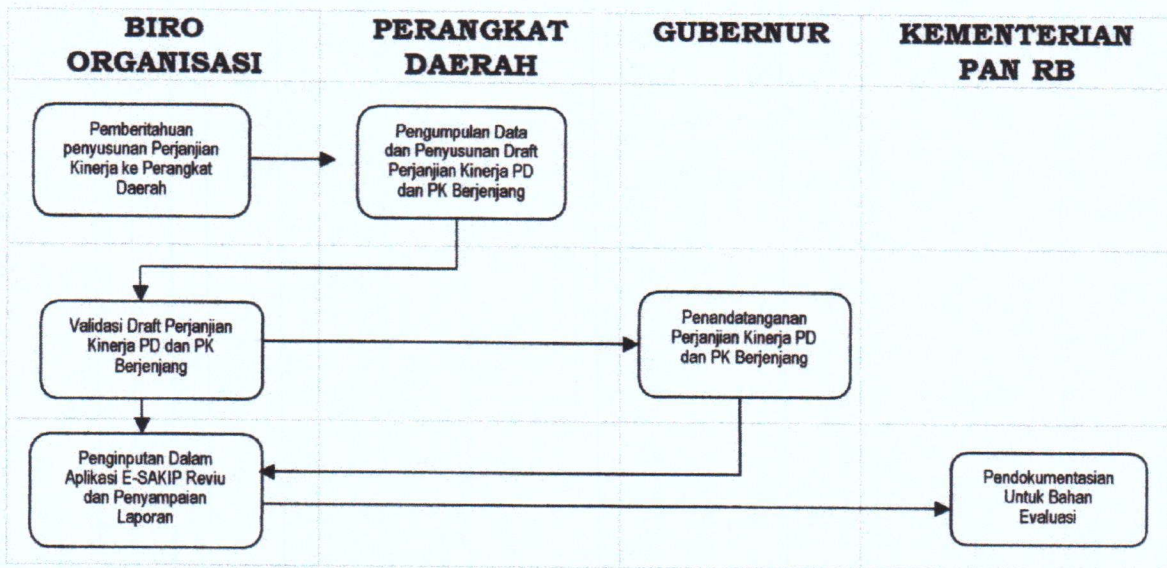 BIRO
ORGANISASI
PERANGKAT
DAERAH
GUBERNUR
KEMENTERIAN
PAN RB
Pemberitahuan
penyusunan Perjanjian
Kinerja ke Perangkat
Daerah
Pengumpulan Data
dan Penyusunan Draft
Perjanjian Kinerja PD
dan PK Berjenjang
Validasi Draft Perjanjian
Kinerja PD dan PK
Berjenjang
Penandatanganan
Perjanjian Kinerja PD
dan PK Berjenjang
Penginputan Dalam
Aplikasi E-SAKIP Reviu
dan Penyampaian
Laporan
Pendokumentasian
Untuk Bahan
Evaluasi